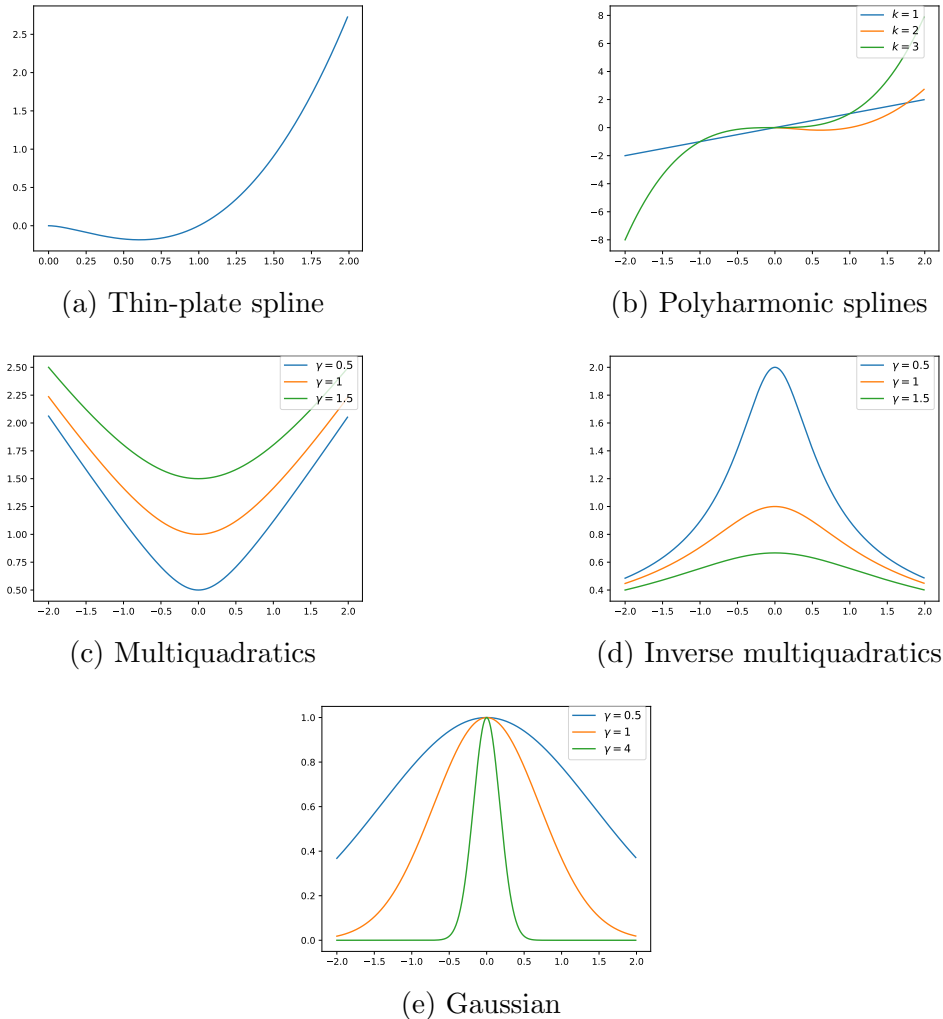 2.5
2.0
1.5
1.0
0.5
0.0
0.00 0.25 0.50 0.75 1.00 1.25 1.50 1.75 2.00
(a) Thin-plate spline
8
6
4
2
0
−2
−4
−6
−8
k = 1
k = 2
k = 3
−2.0 −1.5 −1.0 −0.5 0.0 0.5 1.0 1.5 2.0
(b) Polyharmonic splines
2.50
2.25
2.00
1.75
1.50
1.25
1.00
0.75
0.50
γ = 0.5
γ = 1
γ = 1.5
−2.0 −1.5 −1.0 −0.5 0.0 0.5 1.0 1.5 2.0
(c) Multiquadratics
2.0
1.8
1.6
1.4
1.2
1.0
0.8
0.6
0.4
γ = 0.5
γ = 1
γ = 1.5
−2.0 −1.5 −1.0 −0.5 0.0 0.5 1.0 1.5 2.0
(d) Inverse multiquadratics
1.0
0.8
0.6
0.4
0.2
0.0
γ = 0.5
γ = 1
γ = 4
−2.0 −1.5 −1.0 −0.5 0.0 0.5 1.0 1.5 2.0
(e) Gaussian